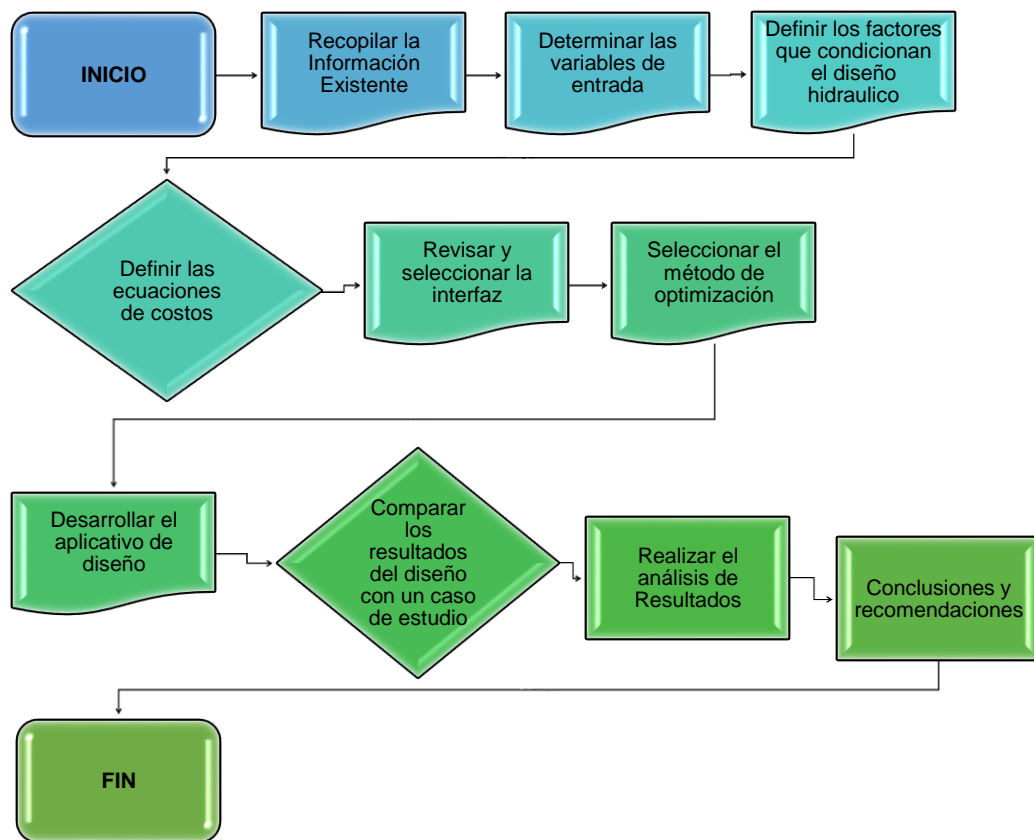 INICIO
Recopilar la
Información
Existente
Determinar las
variables de
entrada
Definir los factores
que condicionan
el diseño
hidraulico
Definir las
ecuaciones
de costos
Revisar y
seleccionar la
interfaz
Seleccionar el
método de
optimización
Desarrollar el
aplicativo de
diseño
Comparar
los
resultados
del diseño
con un caso
de estudio
Realizar el
análisis de
Resultados
Conclusiones y
recomendaciones
FIN